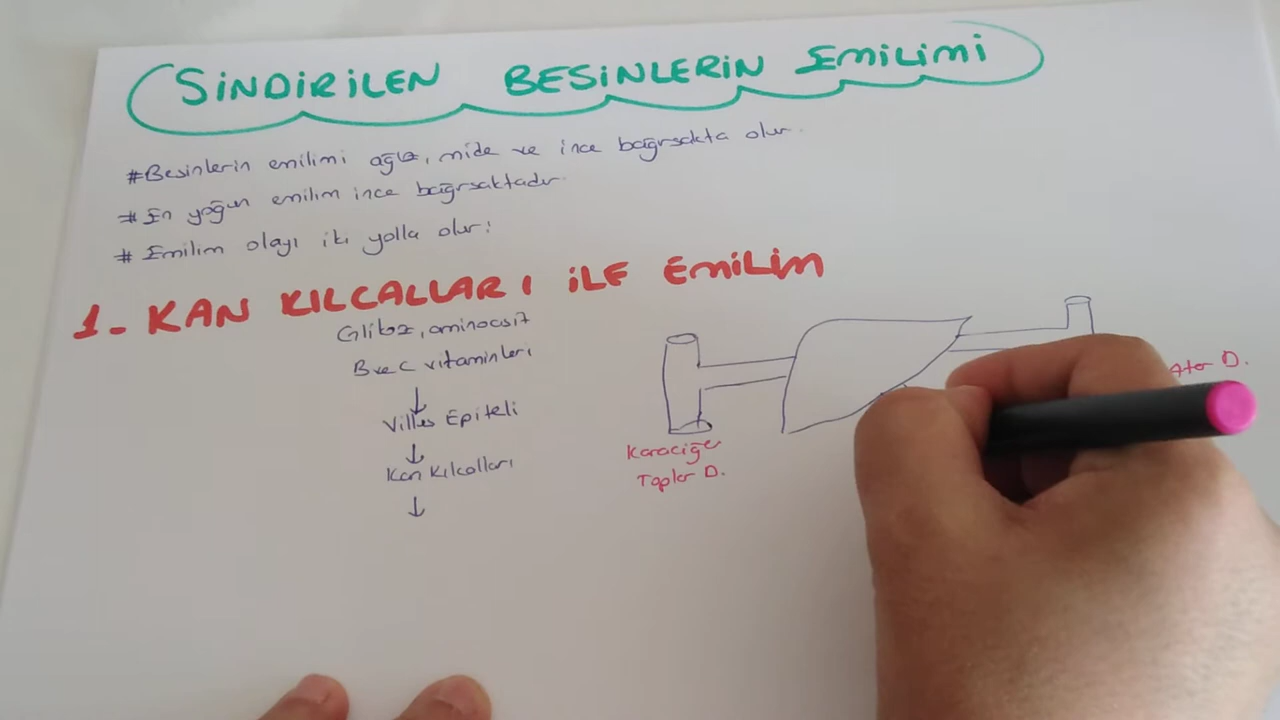 SİNDİRİLEN BESİNLERİN EMİLİMİ
#Besinlerin emilimi ağız, mide ve ince bağırsakta olur.
# En yoğun emilim ince bağırsaktadır.
# Emilim olayı iki yolla olur:
1- KAN KILCALLARI İLE EMİLİM
Glikoz, aminoasit
B ve C vitaminleri
↓
Villus Epiteli
↓
Kan Kılcalları
↓
Karaciğer
Toplar D.
Atar D.